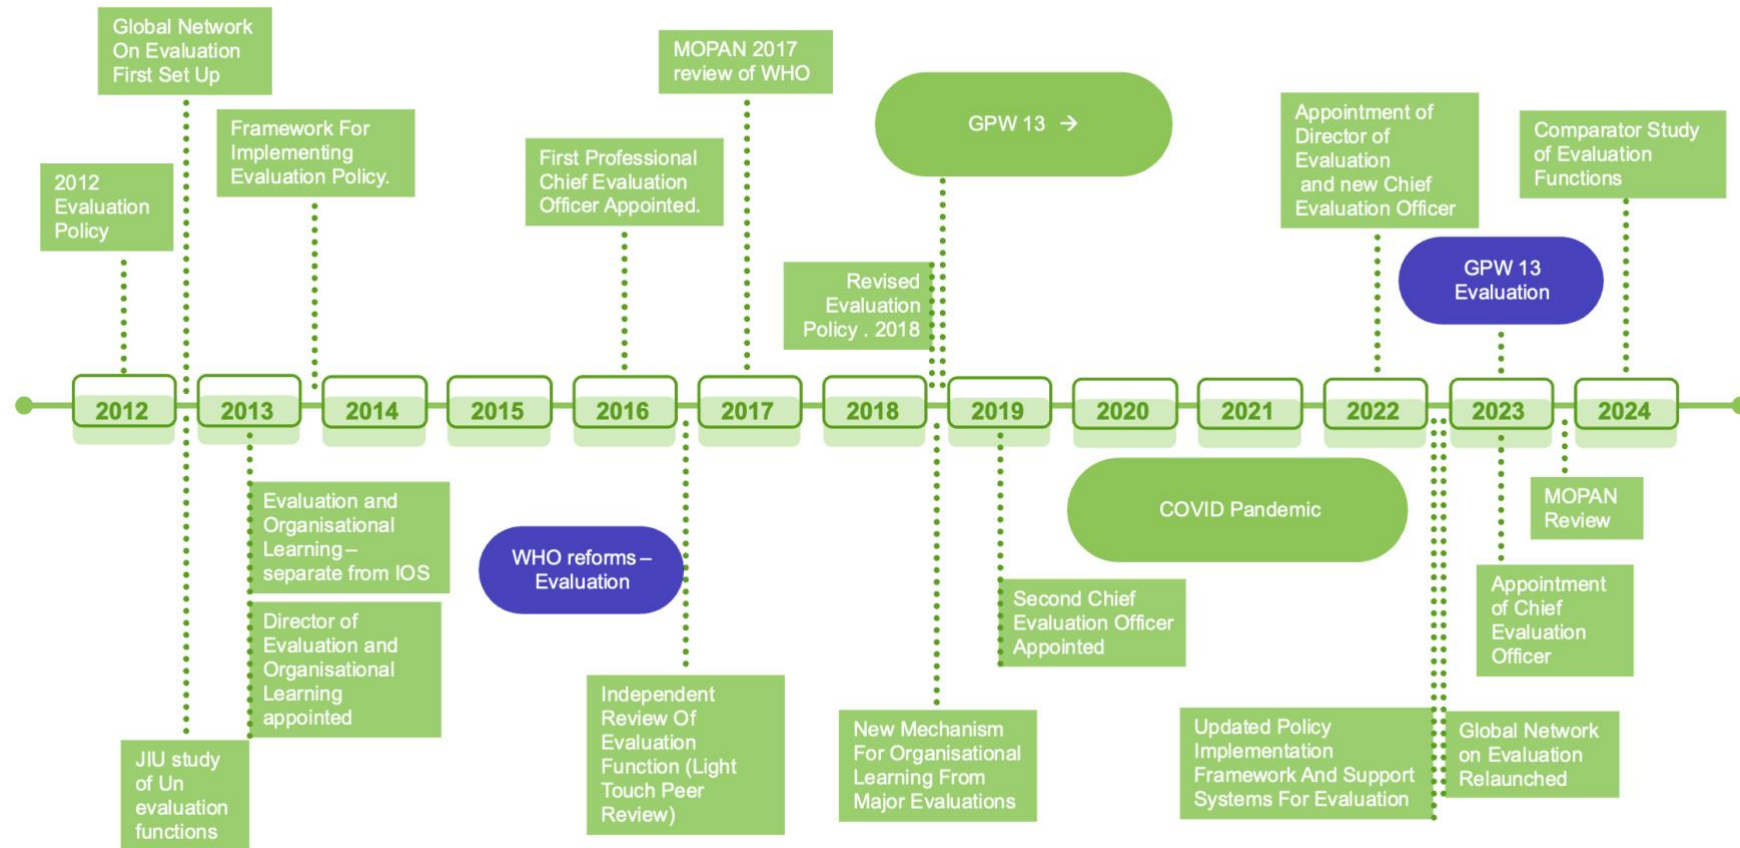 Global Network
On Evaluation
First Set Up
MOPAN 2017
review of WHO
GPW 13 →
Framework For
Implementing
Evaluation Policy.
First Professional
Chief Evaluation
Officer Appointed.
Appointment of
Director of
Evaluation
and new Chief
Evaluation Officer
Comparator Study
of Evaluation
Functions
2012
Evaluation
Policy
Revised
Evaluation
Policy . 2018
GPW 13
Evaluation
2012
2013
2014
2015
2016
2017
2018
2019
2020
2021
2022
2023
2024
Evaluation and
Organisational
Learning –
separate from IOS
WHO reforms –
Evaluation
COVID Pandemic
MOPAN
Review
Director of
Evaluation and
Organisational
Learning
appointed
Second Chief
Evaluation Officer
Appointed
Appointment
of Chief
Evaluation
Officer
JIU study
of Un
evaluation
functions
Independent
Review Of
Evaluation
Function (Light
Touch Peer
Review)
New Mechanism
For Organisational
Learning From
Major Evaluations
Updated Policy
Implementation
Framework And Support
Systems For Evaluation
Global Network
on Evaluation
Relaunched